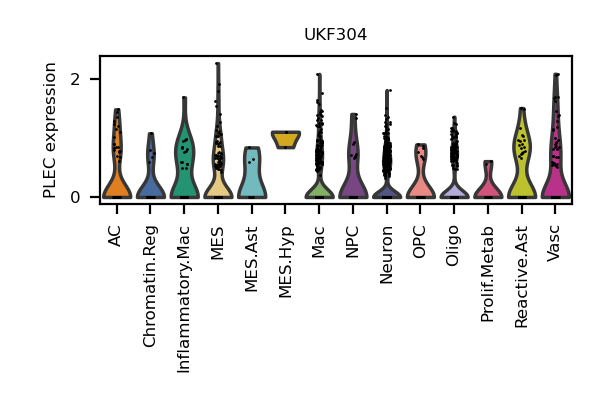 UKF304
PLEC expression
2
0
AC
Chromatin.Reg
Inflammatory.Mac
MES
MES.Ast
MES.Hyp
Mac
NPC
Neuron
OPC
Oligo
Prolif.Metab
Reactive.Ast
Vasc